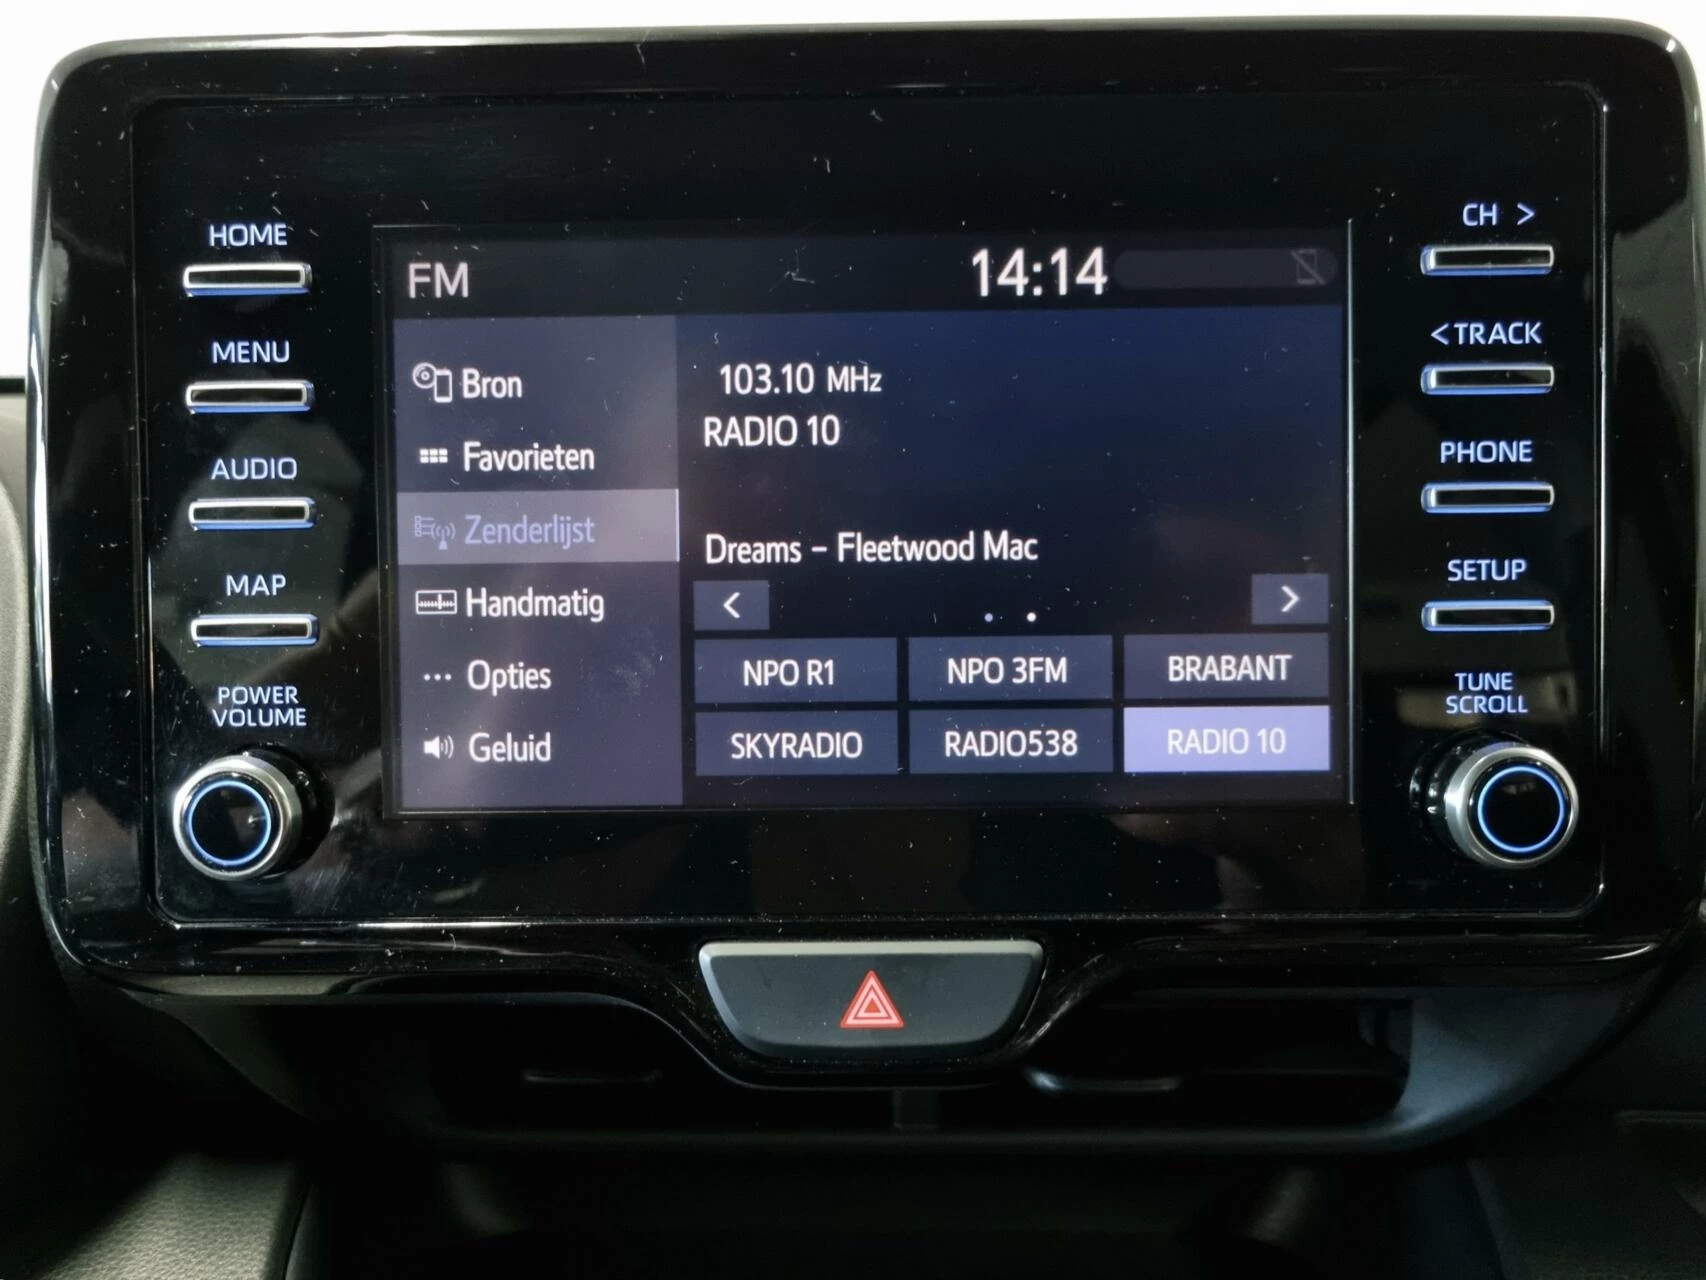 HOME
MENU
AUDIO
MAP
POWER
VOLUME
FM
14:14
Bron
Favorieten
Zenderlijst
Handmatig
Opties
Geluid
103.10 MHz
RADIO 10
Dreams - Fleetwood Mac
< >
NPO R1 NPO 3FM BRABANT
SKYRADIO RADIO538 RADIO 10
CH >
< TRACK
PHONE
SETUP
TUNE
SCROLL